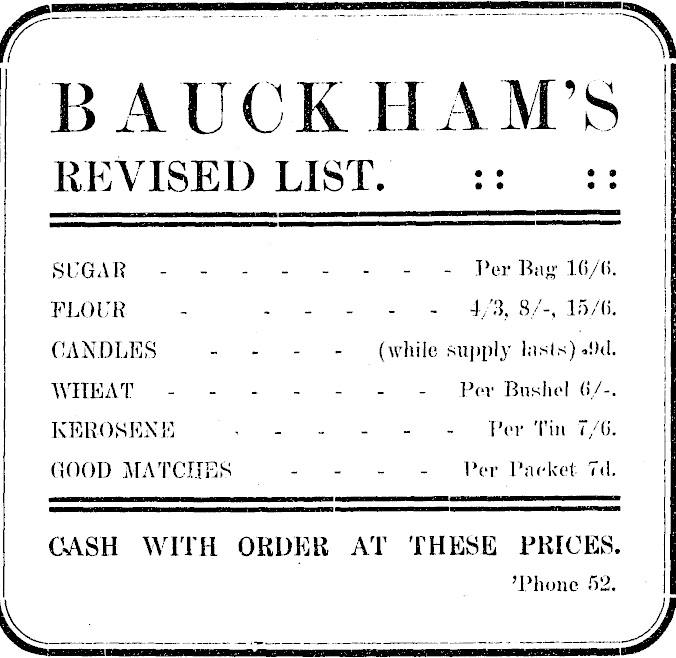 BAUCKHAM'S
REVISED LIST. :: ::
SUGAR - - - - - - - - Per Bag 16/6.
FLOUR - - - - - - 4/3, 8/-, 15/6.
CANDLES - - - - (while supply lasts) 9d.
WHEAT - - - - - - - Per Bushel 6/-.
KEROSENE - - - - - - Per Tin 7/6.
GOOD MATCHES - - - - Per Packet 7d.
CASH WITH ORDER AT THESE PRICES.
'Phone 52.